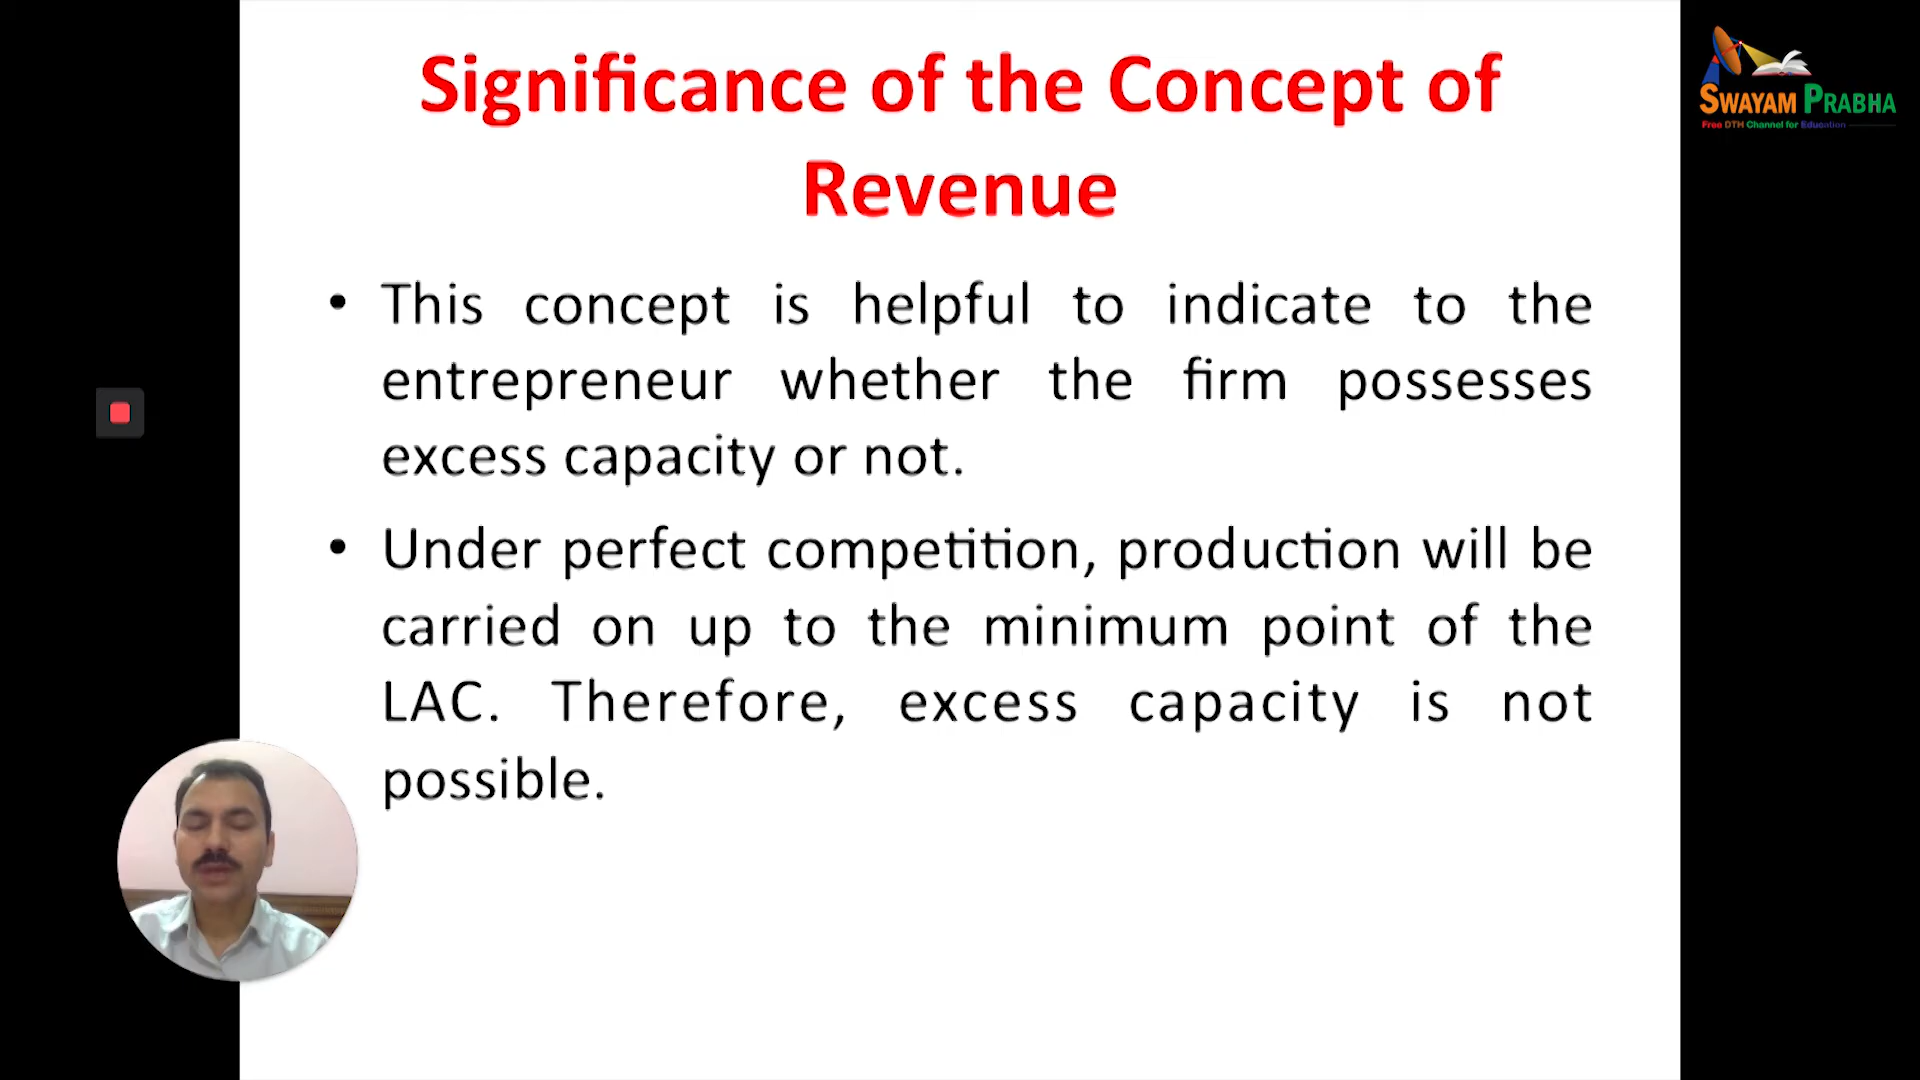 Significance of the Concept of
Revenue
SWAYAM PRABHA
Free DTH Channel for Education
• This concept is helpful to indicate to the
entrepreneur whether the firm possesses
excess capacity or not.
• Under perfect competition, production will be
carried on up to the minimum point of the
LAC. Therefore, excess capacity is not
possible.